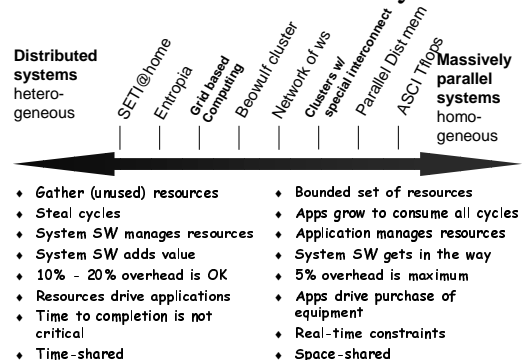 Distributed
systems
hetero-
geneous
SETI@home
Entropia
Grid based
Computing
Beowulf cluster
Network of ws
Clusters w/
special interconnect
Parallel Dist mem
ASCI Tflops
Massively
parallel
systems
homo-
geneous
♦ Gather (unused) resources
♦ Steal cycles
♦ System SW manages resources
♦ System SW adds value
♦ 10% - 20% overhead is OK
♦ Resources drive applications
♦ Time to completion is not
critical
♦ Time-shared
♦ Bounded set of resources
♦ Apps grow to consume all cycles
♦ Application manages resources
♦ System SW gets in the way
♦ 5% overhead is maximum
♦ Apps drive purchase of
equipment
♦ Real-time constraints
♦ Space-shared